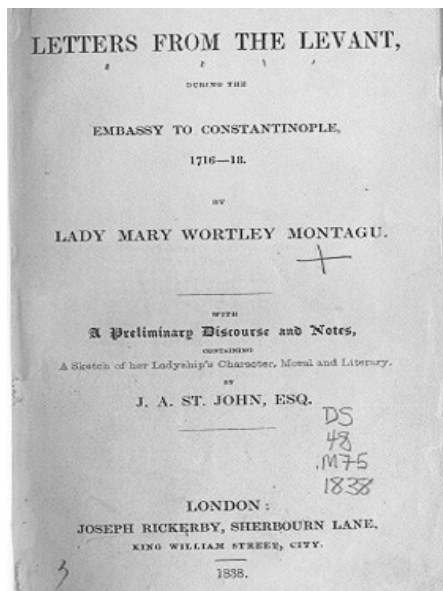 LETTERS FROM THE LEVANT,
DURING THE
EMBASSY TO CONSTANTINOPLE,
1716—18.
BY
LADY MARY WORTLEY MONTAGU.
WITH
A Preliminary Discourse and Notes,
CONTAINING
A Sketch of her Ladyship's Character, Moral and Literary.
BY
J. A. ST. JOHN, ESQ.
DS
48
.M75
1838
LONDON:
JOSEPH RICKERBY, SHERBOURN LANE,
KING WILLIAM STREET, CITY.
1838.